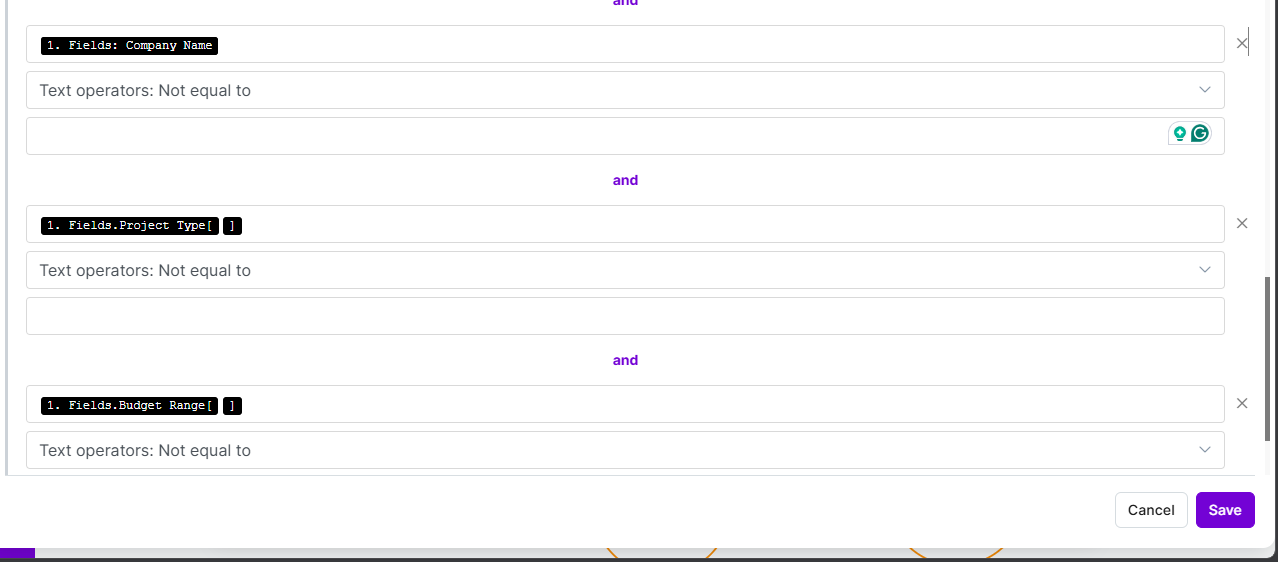 and
1. Fields: Company Name
Text operators: Not equal to
and
1. Fields.Project Type[ ]
Text operators: Not equal to
and
1. Fields.Budget Range[ ]
Text operators: Not equal to
Cancel Save